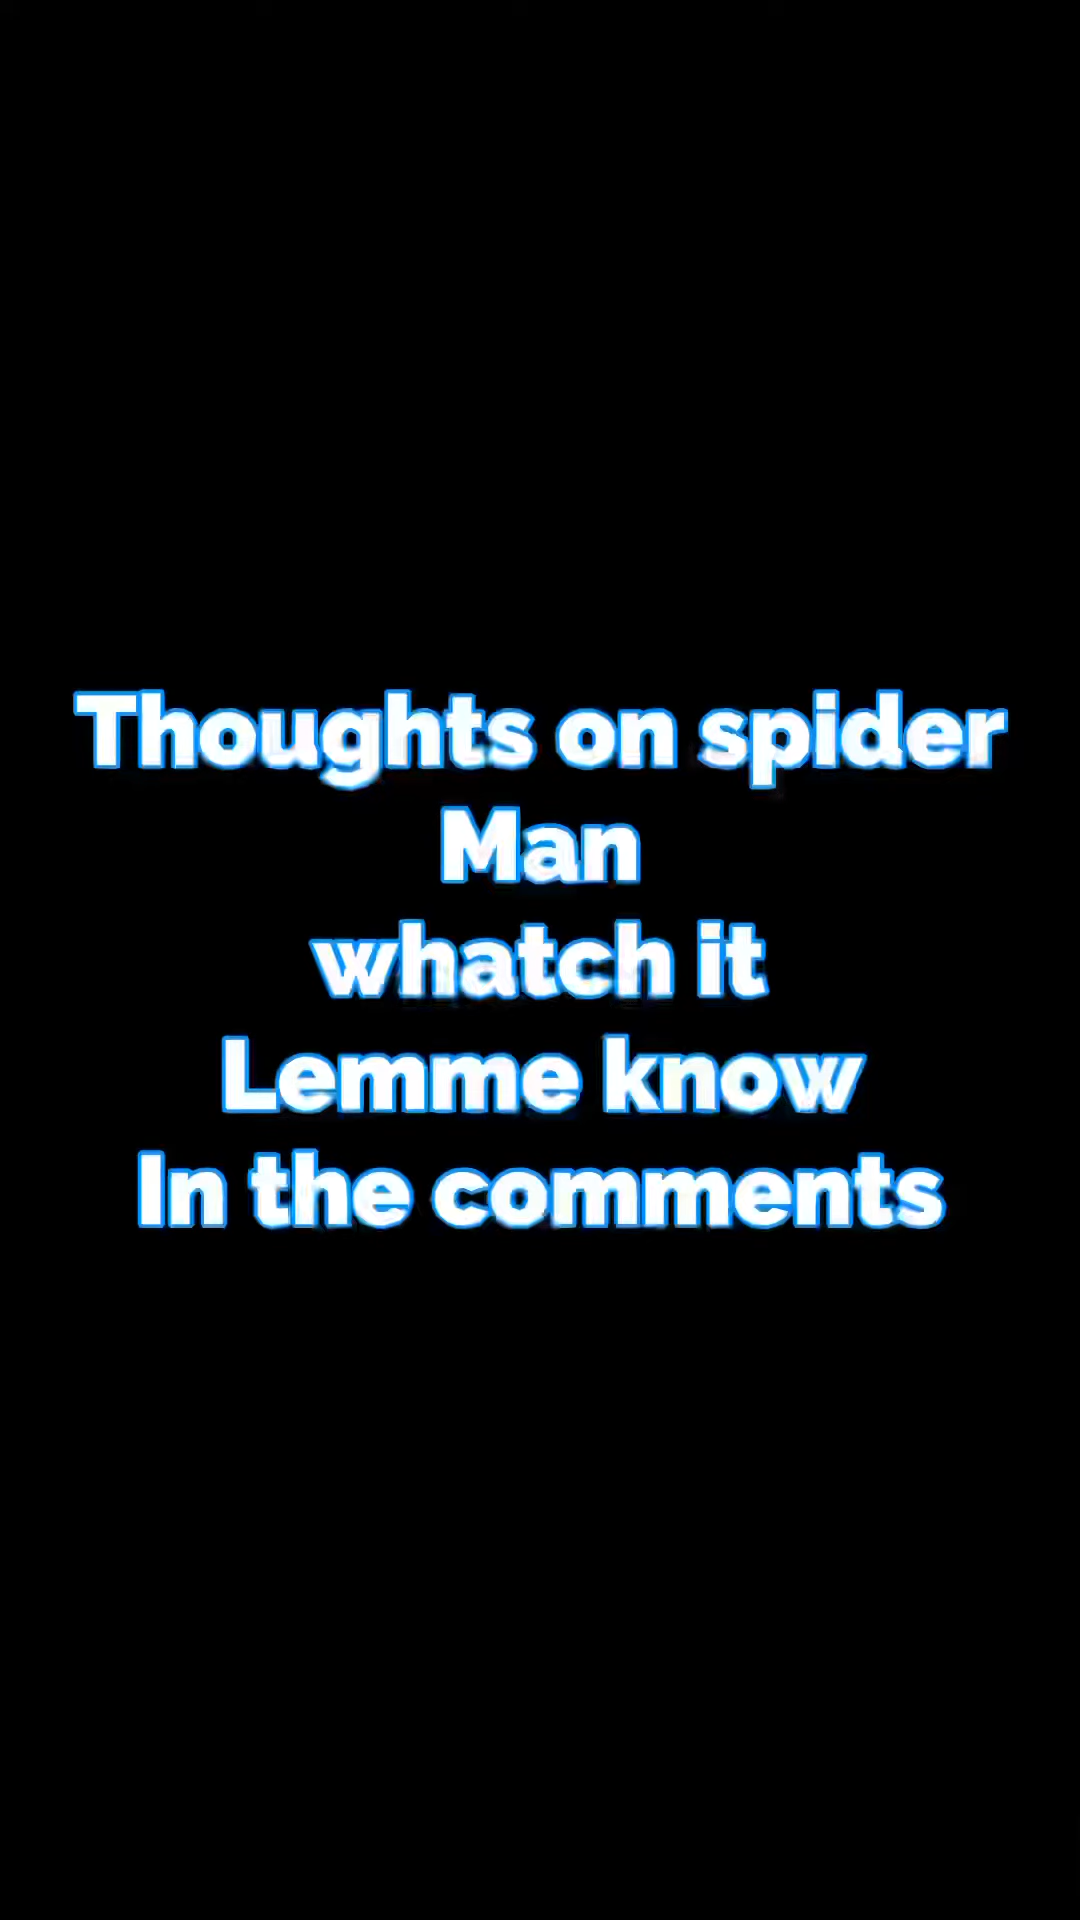 Thoughts on spider
Man
whatch it
Lemme know
In the comments